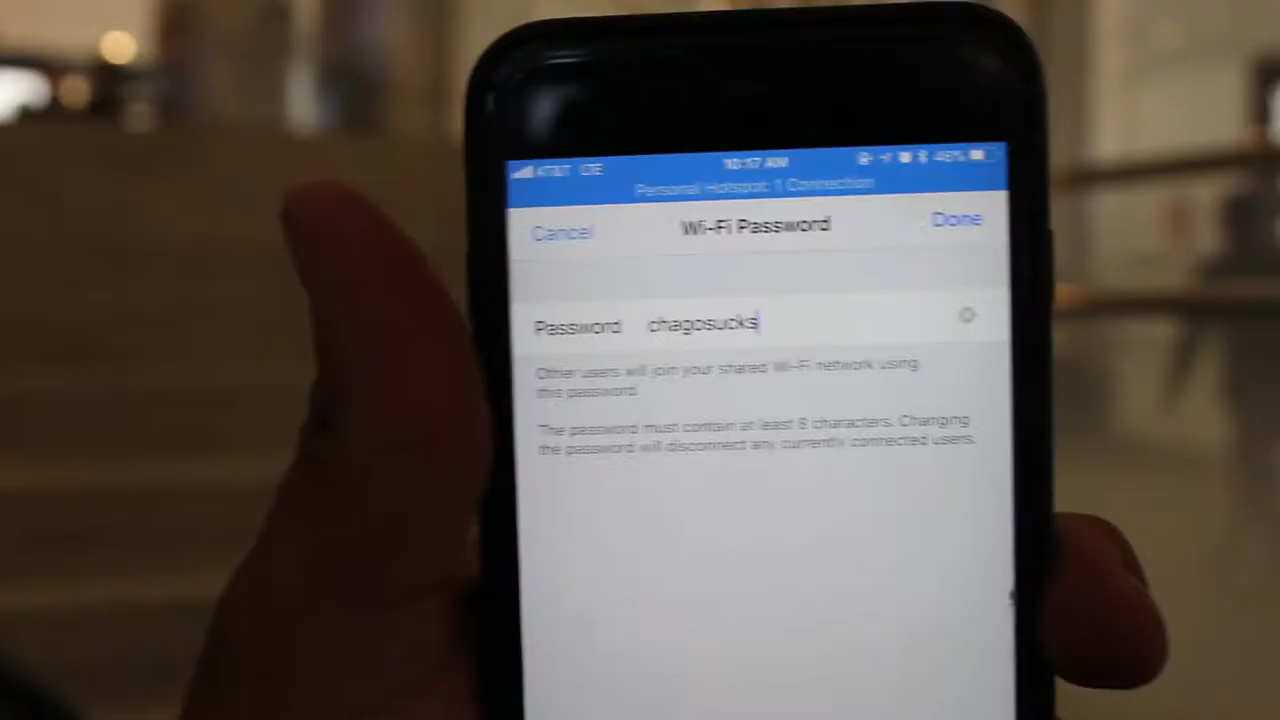 AT&T LTE 10:17 AM 46%
Personal Hotspot: 1 Connection
Cancel Wi-Fi Password Done
Password chagosucks
Other users will join your shared Wi-Fi network using
this password.
The password must contain at least 8 characters. Changing
the password will disconnect any currently connected users.